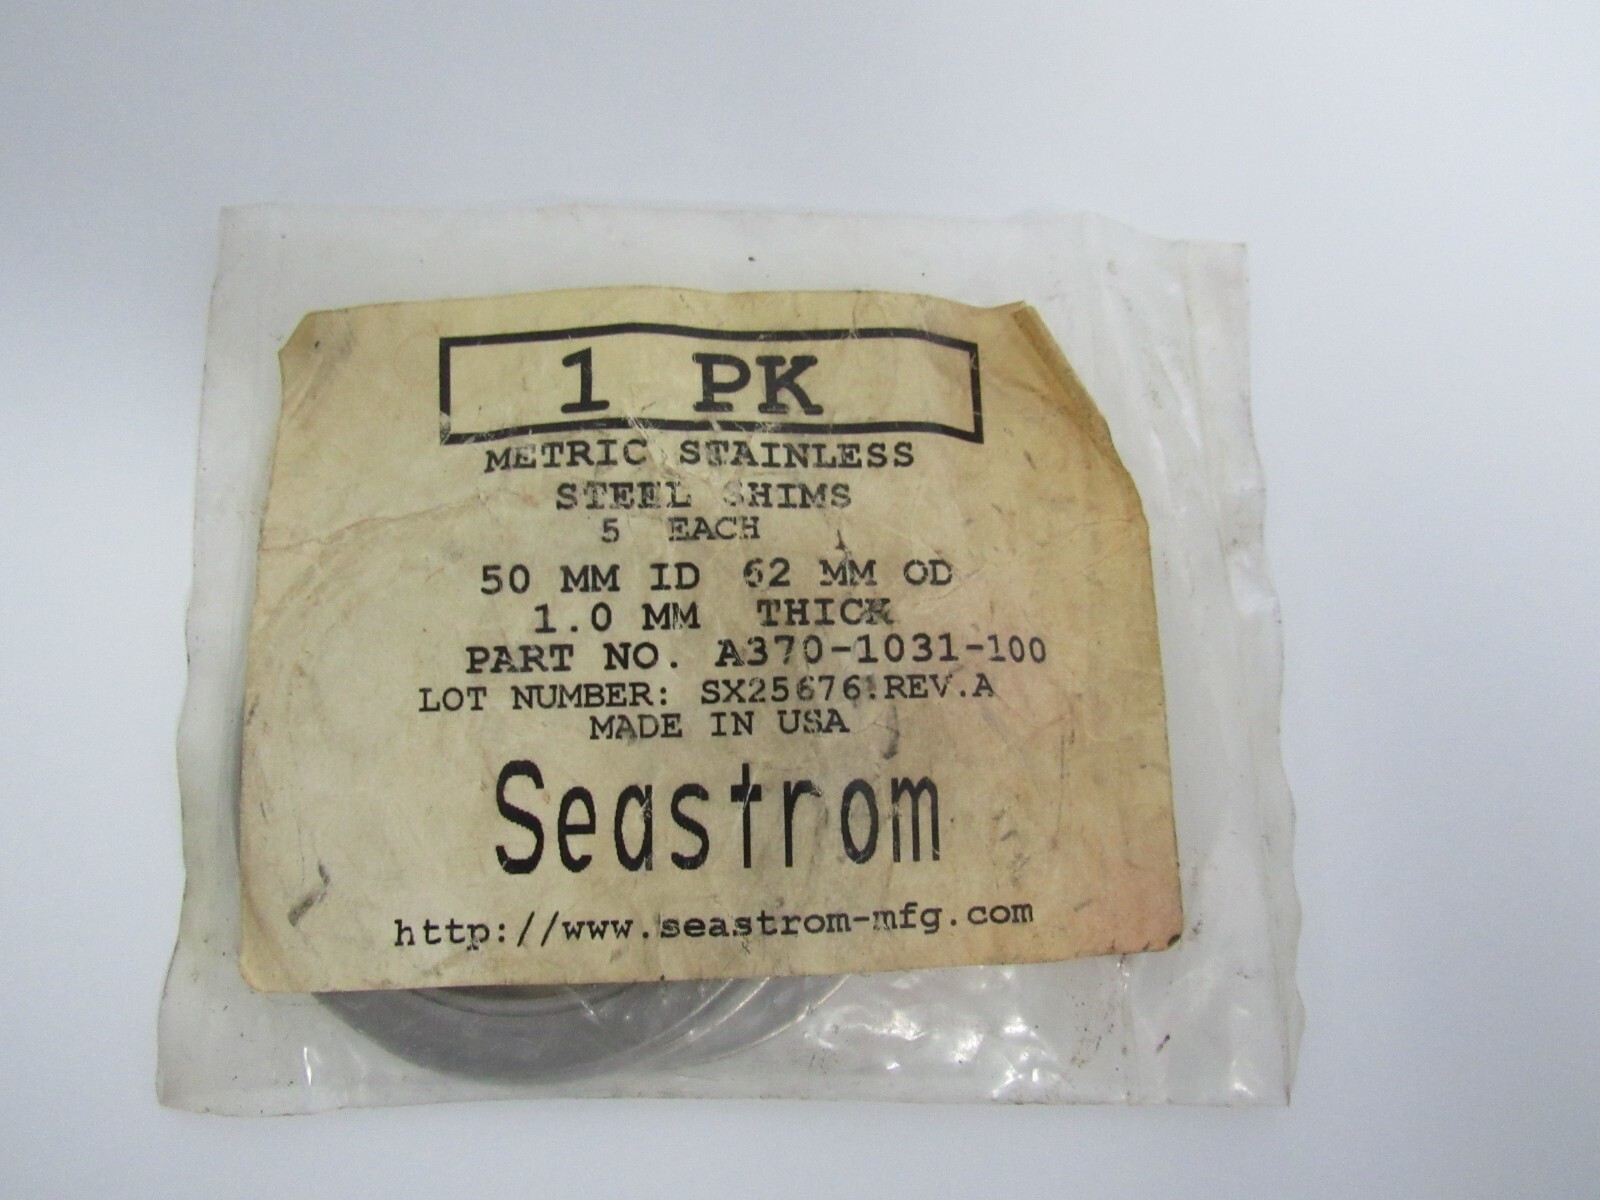 1 PK
METRIC STAINLESS
STEEL SHIMS
5 EACH
50 MM ID 62 MM OD
1.0 MM THICK
PART NO. A370-1031-100
LOT NUMBER: SX25676:REV.A
MADE IN USA
Seastrom
http://www.seastrom-mfg.com